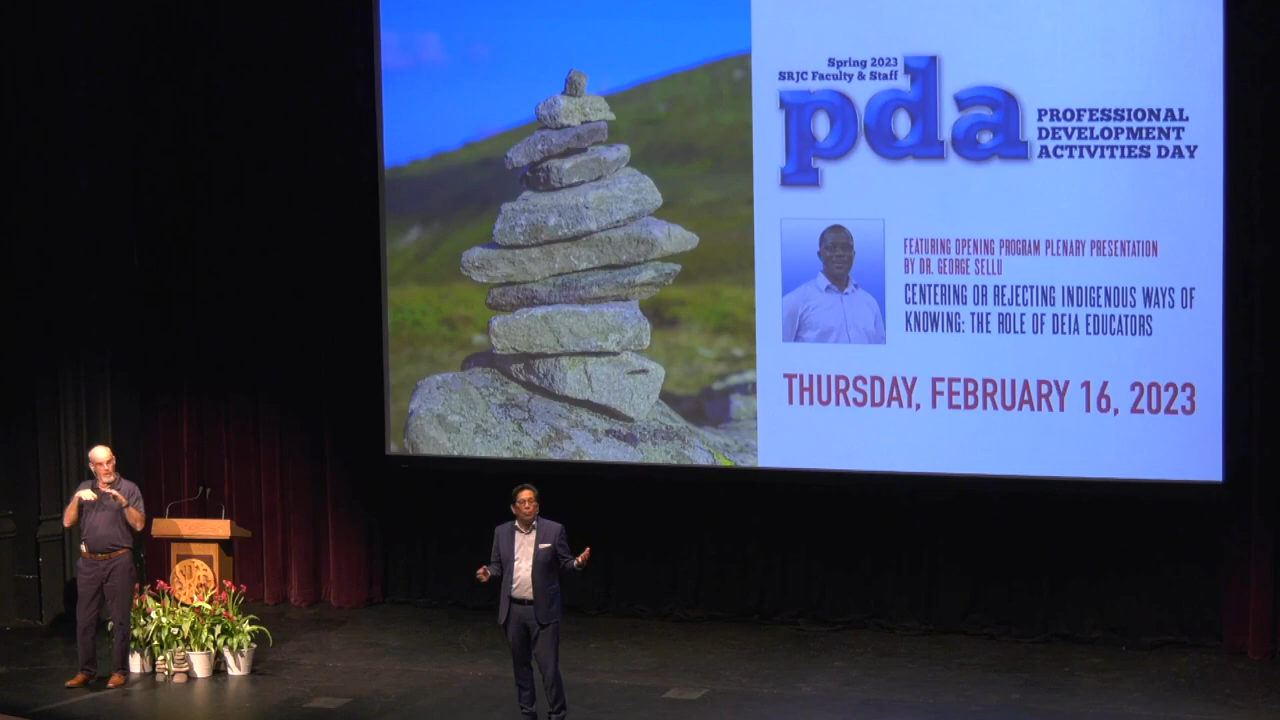 Spring 2023
SRJC Faculty & Staff
pda
PROFESSIONAL
DEVELOPMENT
ACTIVITIES DAY
FEATURING OPENING PROGRAM PLENARY PRESENTATION
BY DR. GEORGE SELLU
CENTERING OR REJECTING INDIGENOUS WAYS OF
KNOWING: THE ROLE OF DEIA EDUCATORS
THURSDAY, FEBRUARY 16, 2023